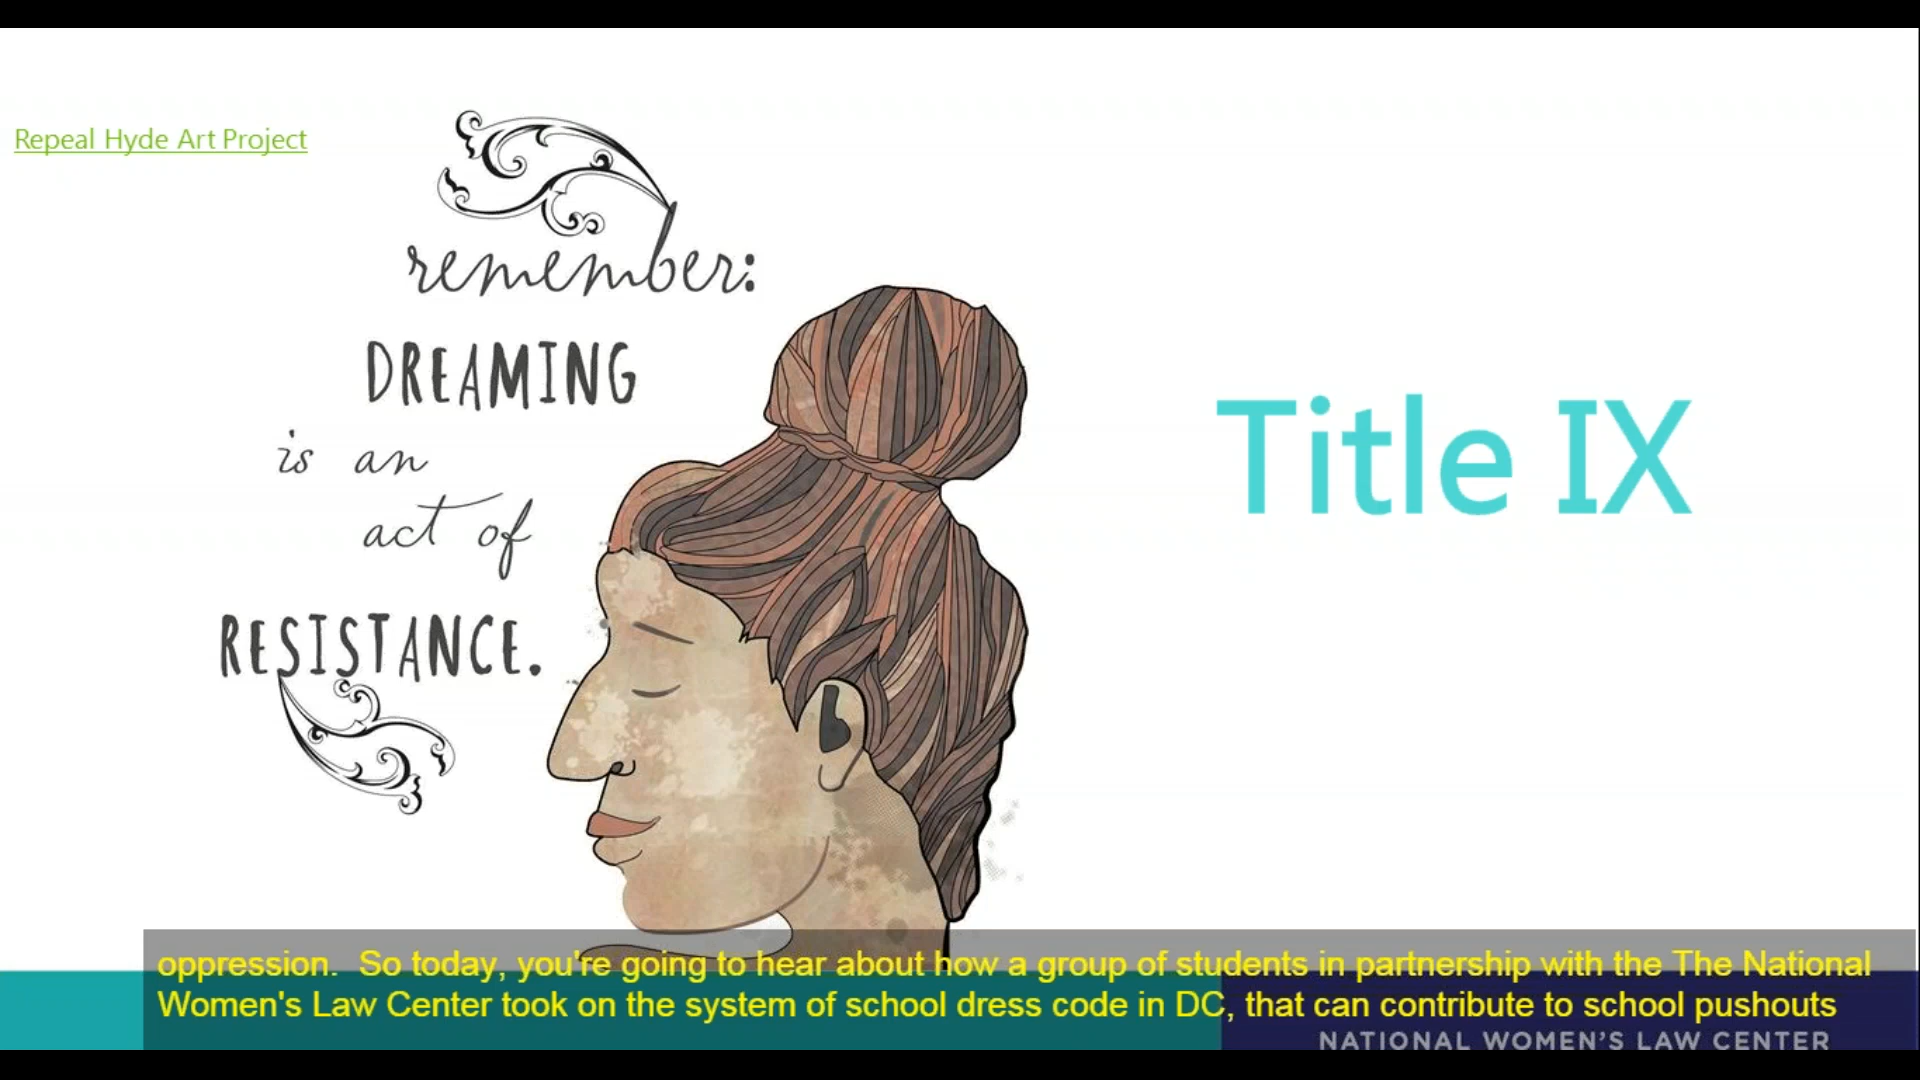 Repeal Hyde Art Project
remember:
DREAMING
is an
act of
RESISTANCE.
Title IX
oppression.  So today, you're going to hear about how a group of students in partnership with the The National
Women's Law Center took on the system of school dress code in DC, that can contribute to school pushouts
NATIONAL WOMEN'S LAW CENTER